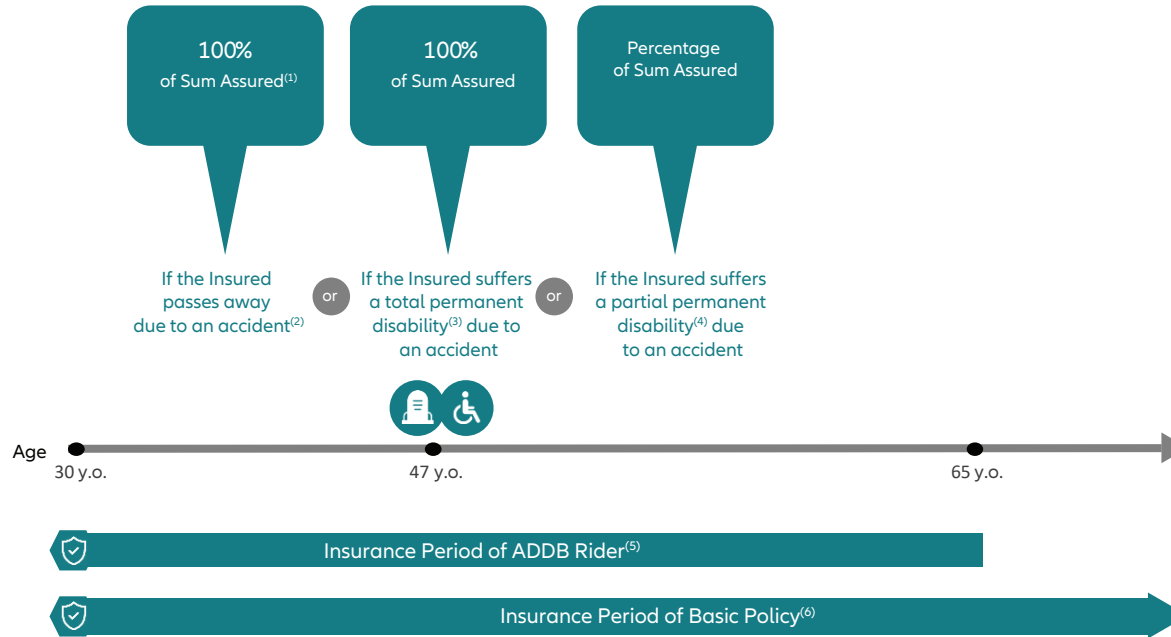 100%
of Sum Assured(1)
100%
of Sum Assured
Percentage
of Sum Assured
If the Insured
passes away
due to an accident(2)
or
If the Insured suffers
a total permanent
disability(3) due to
an accident
or
If the Insured suffers
a partial permanent
disability(4) due
to an accident
Age
30 y.o.
47 y.o.
65 y.o.
Insurance Period of ADDB Rider(5)
Insurance Period of Basic Policy(6)